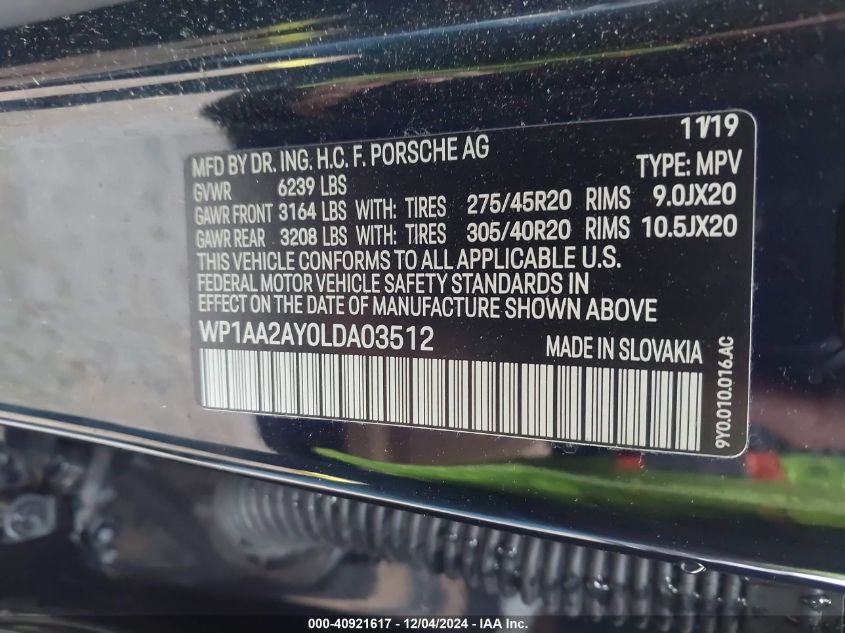 11/19
MFD BY DR. ING. H.C. F. PORSCHE AG
TYPE: MPV
GVWR 6239 LBS
GAWR FRONT 3164 LBS WITH: TIRES 275/45R20 RIMS 9.0JX20
GAWR REAR 3208 LBS WITH: TIRES 305/40R20 RIMS 10.5JX20
THIS VEHICLE CONFORMS TO ALL APPLICABLE U.S.
FEDERAL MOTOR VEHICLE SAFETY STANDARDS IN
EFFECT ON THE DATE OF MANUFACTURE SHOWN ABOVE
WP1AA2AY0LDA03512
MADE IN SLOVAKIA
9Y0.010.016.AC
000-40921617 - 12/04/2024 - IAA Inc.